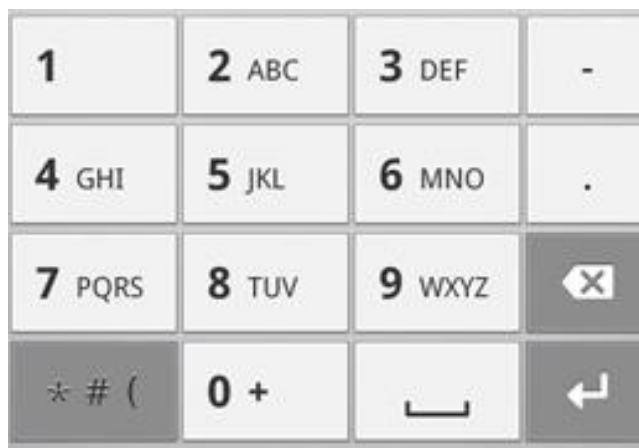 1 2 ABC 3 DEF -
4 GHI 5 JKL 6 MNO .
7 PQRS 8 TUV 9 WXYZ
* # ( 0 +